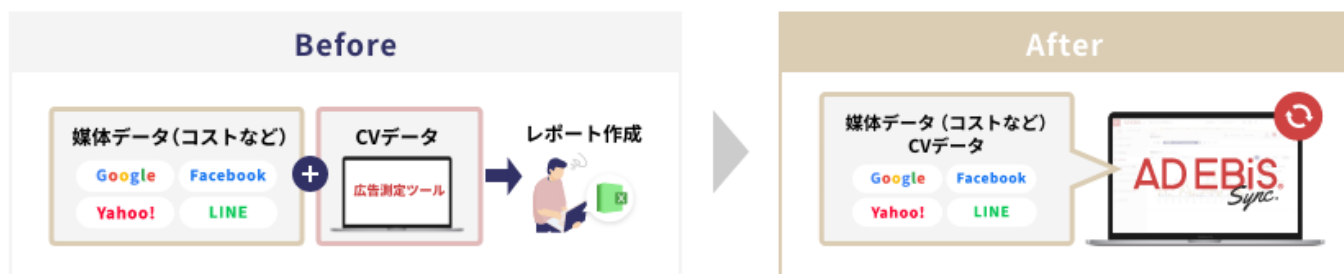 Before
媒体データ(コストなど)
Google
Facebook
Yahoo!
LINE
CVデータ
広告測定ツール
レポート作成
After
媒体データ(コストなど)
CVデータ
Google
Facebook
Yahoo!
LINE
AD EBiS
Sync.